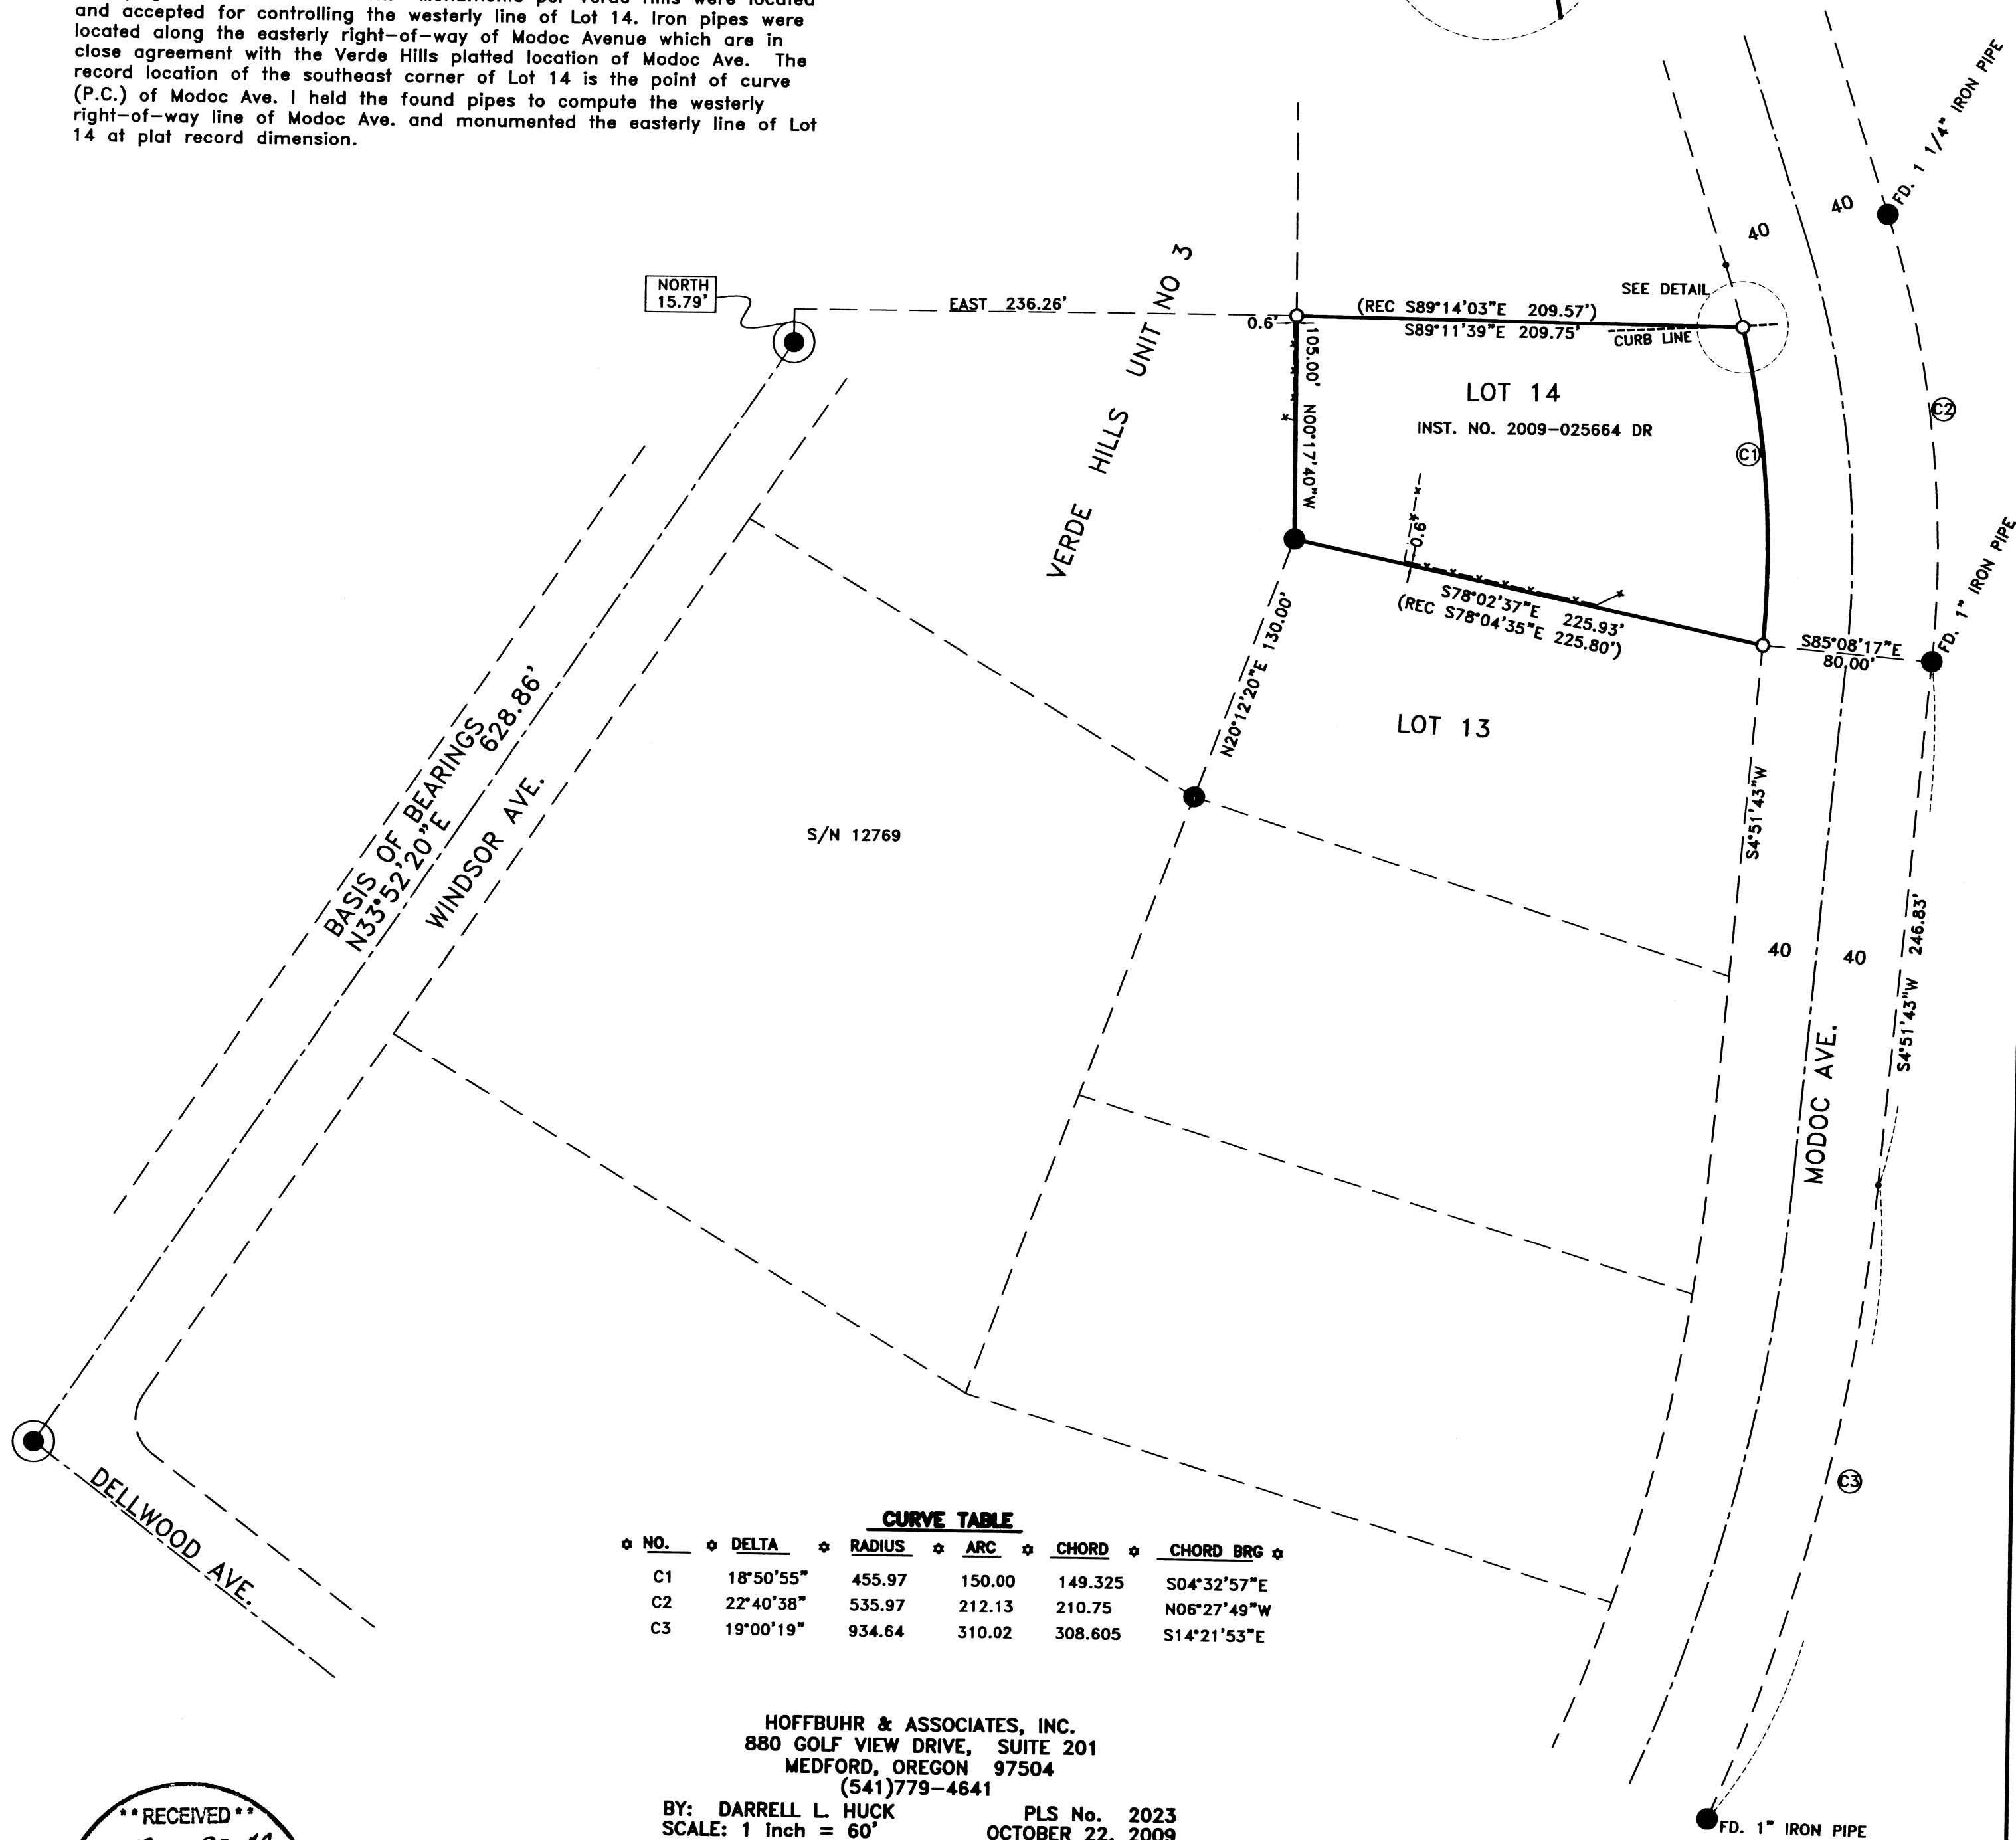 and accepted for controlling the westerly line of Lot 14. Iron pipes were
located along the easterly right-of-way of Modoc Avenue which are in
close agreement with the Verde Hills platted location of Modoc Ave. The
record location of the southeast corner of Lot 14 is the point of curve
(P.C.) of Modoc Ave. I held the found pipes to compute the westerly
right-of-way line of Modoc Ave. and monumented the easterly line of Lot
14 at plat record dimension.
FD. 1 1/4" IRON PIPE
40
40
NORTH
15.79'
EAST 236.26'
VERDE HILLS UNIT NO 3
SEE DETAIL
(REC S89°14'03"E 209.57')
S89°11'39"E 209.75'
CURB LINE
0.6'
105.00' N00°17'40"W
LOT 14
INST. NO. 2009-025664 DR
C1
C2
0.6'
S78°02'37"E 225.93'
(REC S78°04'35"E 225.80')
S85°08'17"E
80.00'
FD. 1" IRON PIPE
N20°12'20"E 130.00'
LOT 13
BASIS OF BEARINGS
N33°52'20"E 628.86'
WINDSOR AVE.
S/N 12769
S4°51'43"W
40
40
S4°51'43"W 246.83'
MODOC AVE.
C3
DELLWOOD AVE.
CURVE TABLE
NO. DELTA RADIUS ARC CHORD CHORD BRG
C1 18°50'55" 455.97 150.00 149.325 S04°32'57"E
C2 22°40'38" 535.97 212.13 210.75 N06°27'49"W
C3 19°00'19" 934.64 310.02 308.605 S14°21'53"E
HOFFBUHR & ASSOCIATES, INC.
880 GOLF VIEW DRIVE, SUITE 201
MEDFORD, OREGON 97504
(541)779-4641
BY: DARRELL L. HUCK PLS No. 2023
SCALE: 1 inch = 60' OCTOBER 22, 2009
** RECEIVED **
FD. 1" IRON PIPE